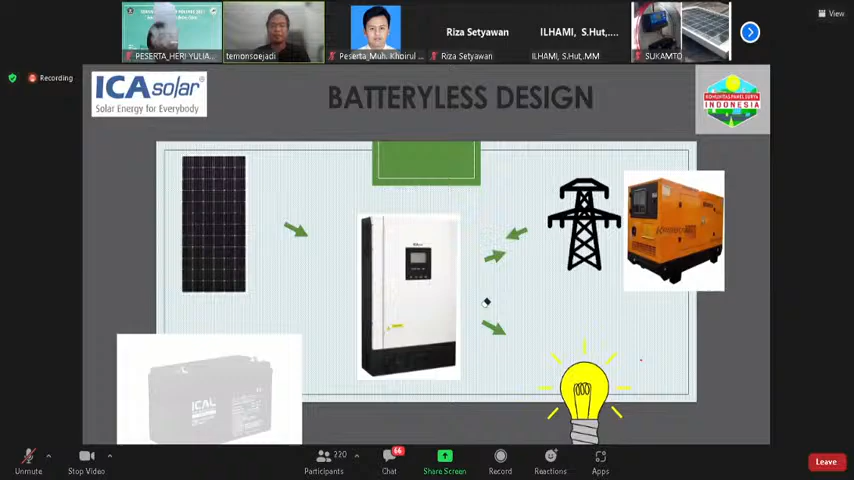 View
PESERTA_HERI YULIA...
temonsoejadi
Peserta_Muh. Khoirul ...
Riza Setyawan
Riza Setyawan
ILHAMI, S.Hut,....
ILHAMI, S.Hut,.MM
SUKAMTO
Recording
ICA solar®
Solar Energy for Everybody
BATTERYLESS DESIGN
KOMUNITAS PANEL SURYA
INDONESIA
ICAL
Unmute
Stop Video
220
Participants
66
Chat
Share Screen
Record
Reactions
Apps
Leave